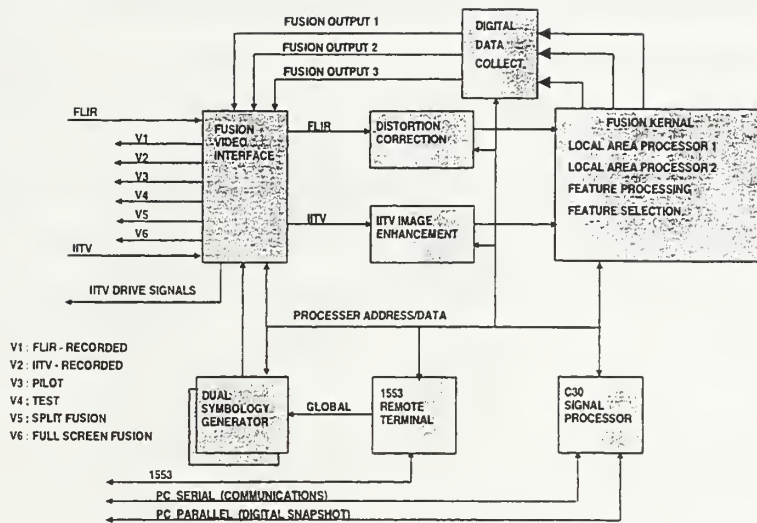 FUSION OUTPUT 1
FUSION OUTPUT 2
FUSION OUTPUT 3
DIGITAL
DATA
COLLECT.
FLIR
V1
V2
V3
V4
V5
V6
IITV
IITV DRIVE SIGNALS
FUSION
VIDEO
INTERFACE
FLIR
IITV
DISTORTION
CORRECTION
IITV IMAGE
ENHANCEMENT
FUSION KERNAL
LOCAL AREA PROCESSOR 1
LOCAL AREA PROCESSOR 2
FEATURE PROCESSING
FEATURE SELECTION
PROCESSER ADDRESS/DATA
V1 : FLIR - RECORDED
V2 : IITV - RECORDED
V3 : PILOT
V4 : TEST
V5 : SPLIT FUSION
V6 : FULL SCREEN FUSION
DUAL
SYMBOLOGY
GENERATOR
GLOBAL
1553
REMOTE
TERMINAL
C30
SIGNAL
PROCESSOR
1553
PC SERIAL (COMMUNICATIONS)
PC PARALLEL (DIGITAL SNAPSHOT)